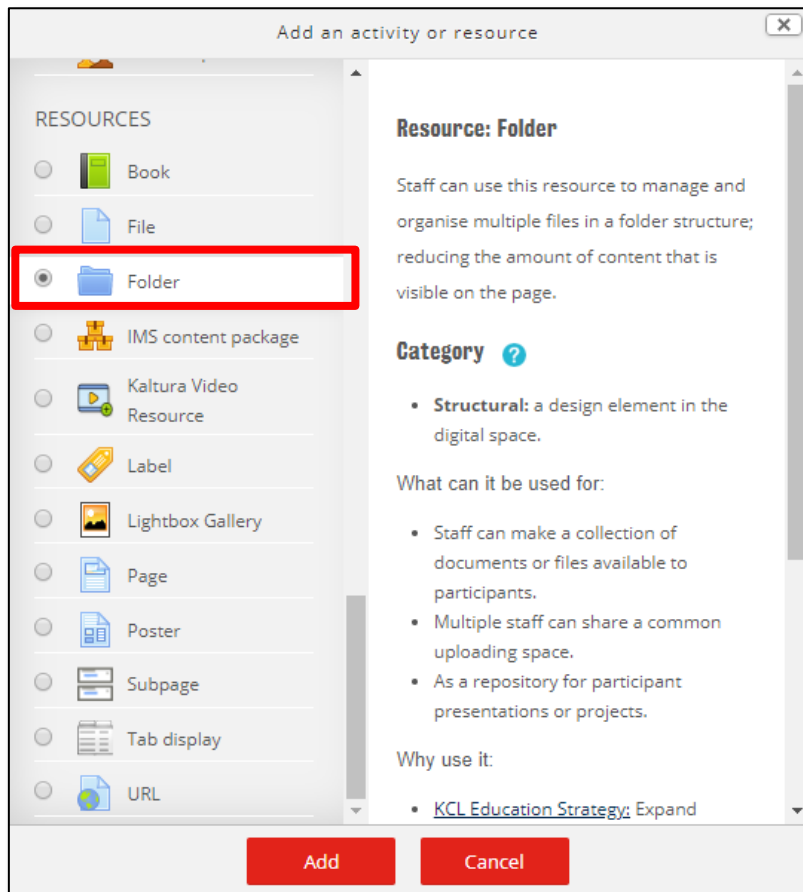 Add an activity or resource
RESOURCES
Book
File
Folder
IMS content package
Kaltura Video
Resource
Label
Lightbox Gallery
Page
Poster
Subpage
Tab display
URL
Resource: Folder
Staff can use this resource to manage and
organise multiple files in a folder structure;
reducing the amount of content that is
visible on the page.
Category ?
• Structural: a design element in the
digital space.
What can it be used for:
• Staff can make a collection of
documents or files available to
participants.
• Multiple staff can share a common
uploading space.
• As a repository for participant
presentations or projects.
Why use it:
• KCL Education Strategy: Expand
Add
Cancel